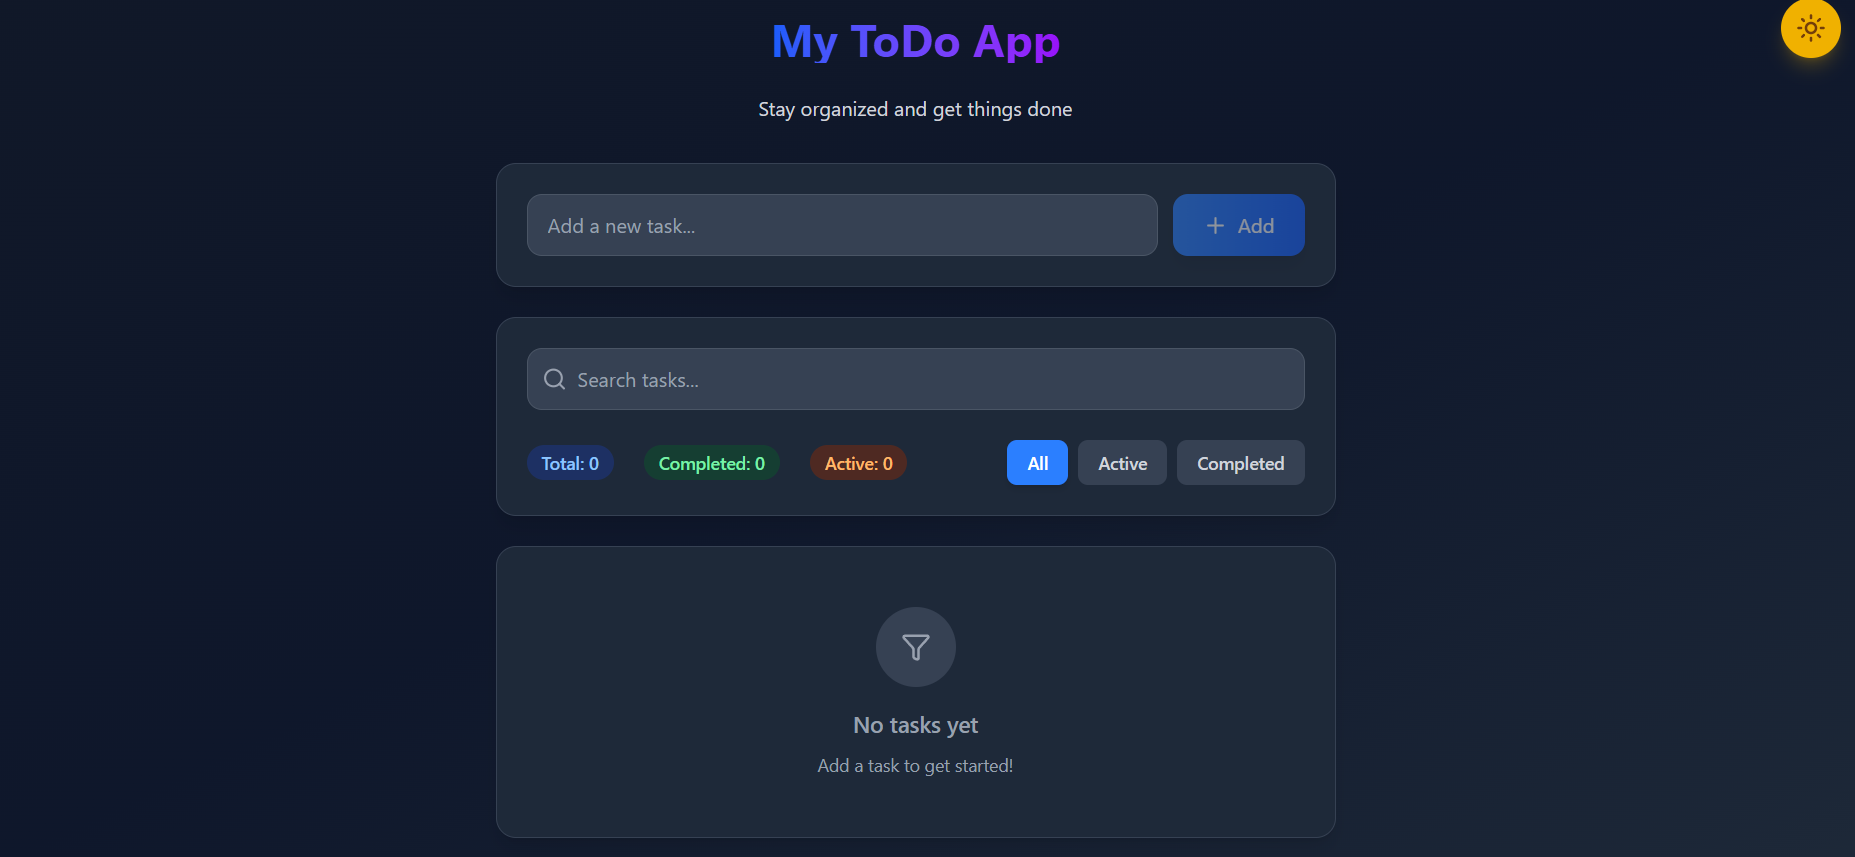 My ToDo App
Stay organized and get things done
Add a new task...
Add
Search tasks...
Total: 0 Completed: 0 Active: 0 All Active Completed
No tasks yet
Add a task to get started!